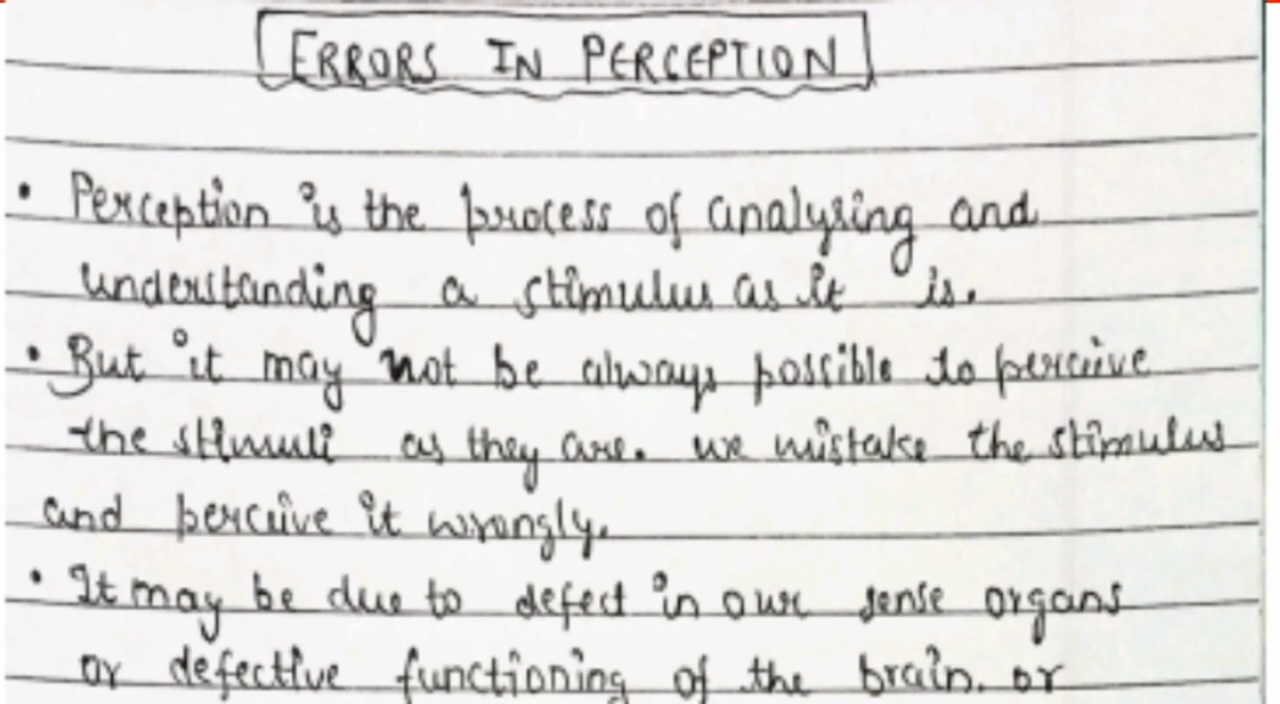 ERRORS IN PERCEPTION
• Perception is the process of analysing and
understanding a stimulus as it is.
• But it may not be always possible to perceive
the stimuli as they are. we mistake the stimulus
and perceive it wrongly.
• It may be due to defect in our sense organs
or defective functioning of the brain. or